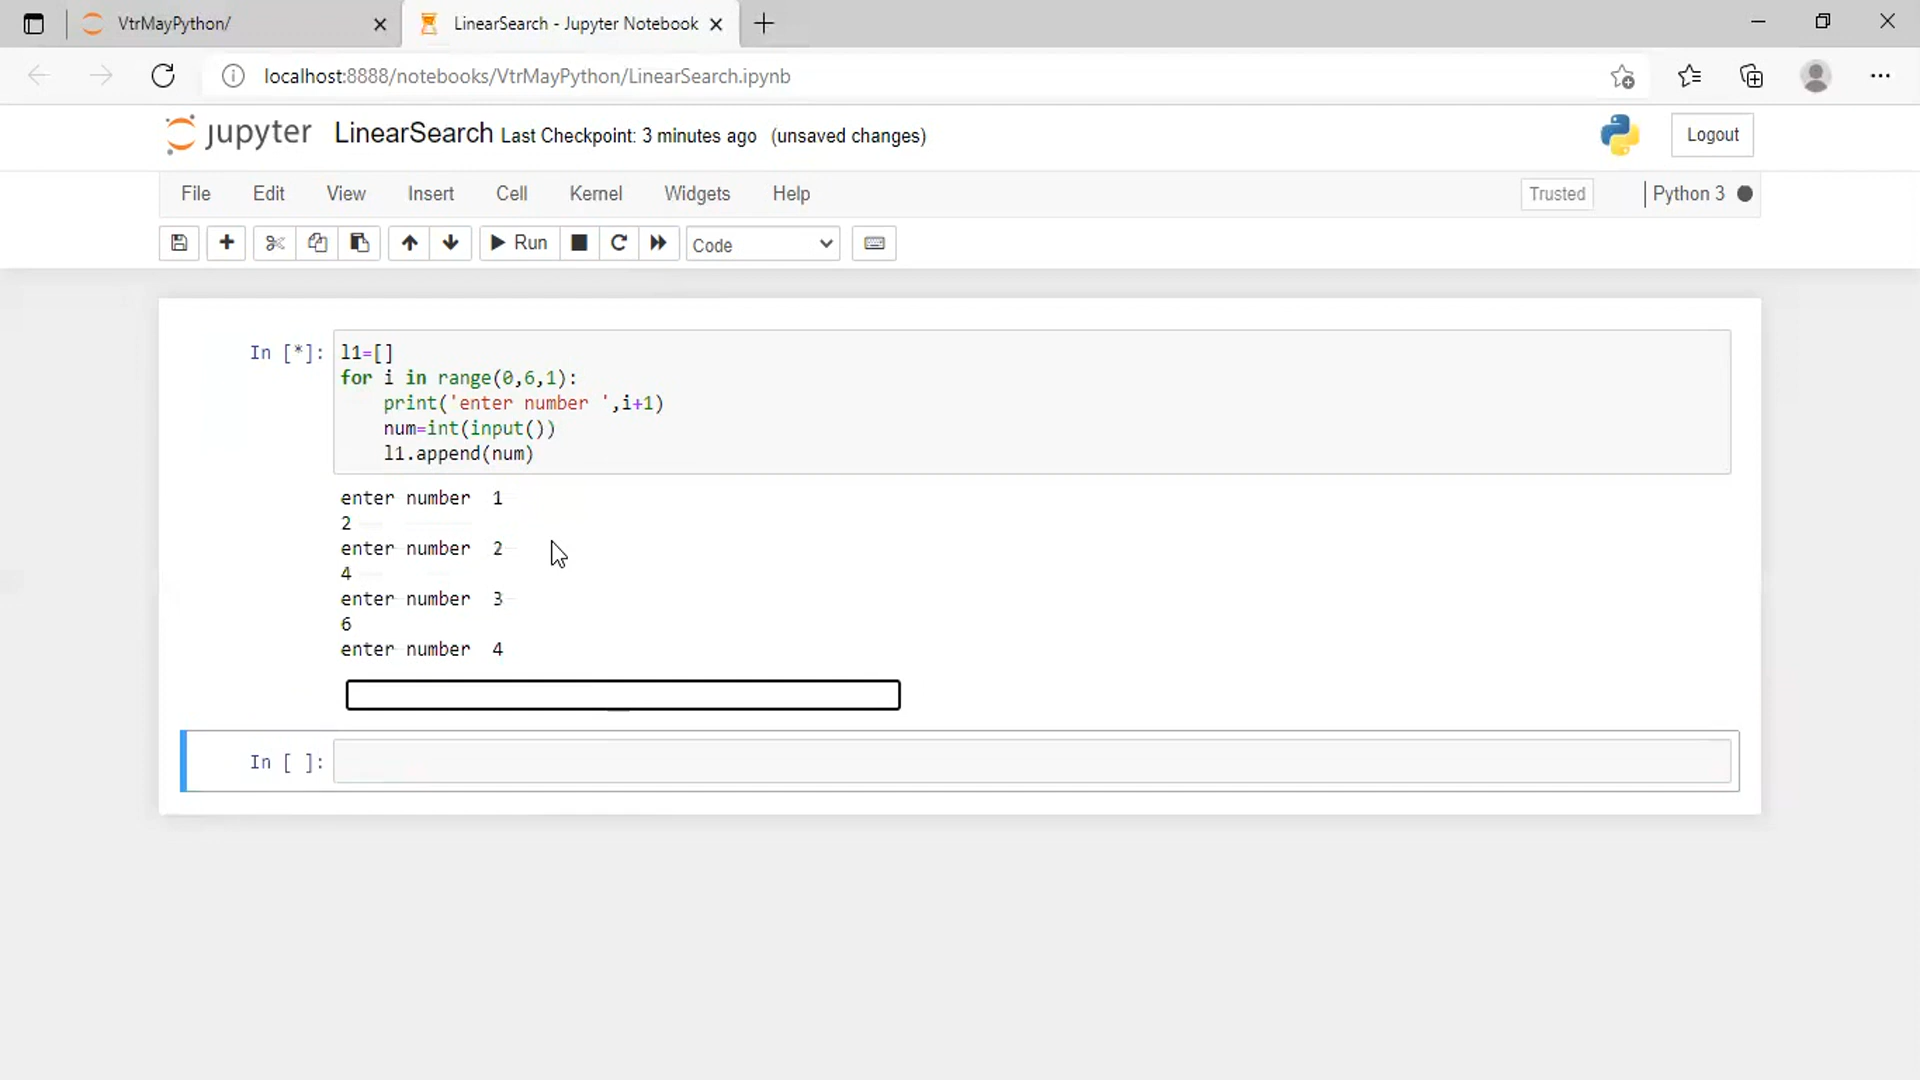 VtrMayPython/
LinearSearch - Jupyter Notebook
localhost:8888/notebooks/VtrMayPython/LinearSearch.ipynb
jupyter LinearSearch Last Checkpoint: 3 minutes ago (unsaved changes)
Logout
File Edit View Insert Cell Kernel Widgets Help
Trusted
Python 3
Run
Code
In [*]:
l1=[]
for i in range(0,6,1):
    print('enter number ',i+1)
    num=int(input())
    l1.append(num)
enter number  1
2
enter number  2
4
enter number  3
6
enter number  4
In [ ]: